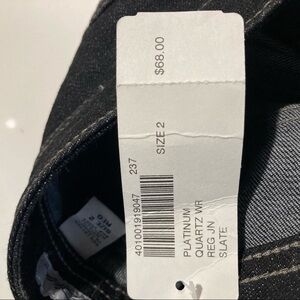 $68.00
SIZE 2
237
401001919047
PLATINUM
QUARTZ WR
REG JN
SLATE